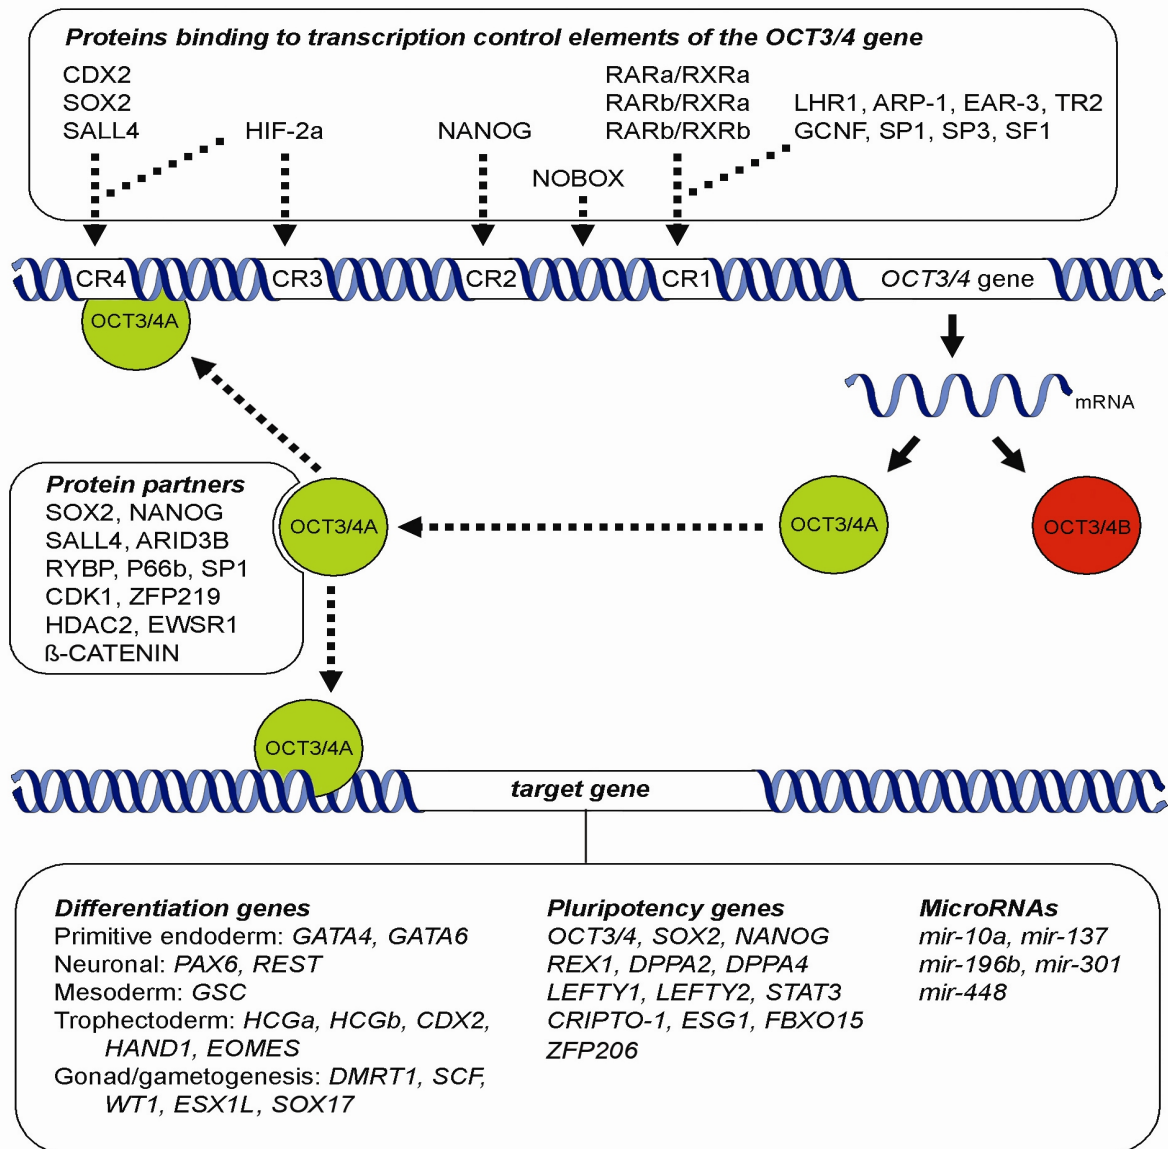 Proteins binding to transcription control elements of the OCT3/4 gene
CDX2
SOX2
SALL4
HIF-2a
NANOG
NOBOX
RARa/RXRa
RARb/RXRa
RARb/RXRb
LHR1, ARP-1, EAR-3, TR2
GCNF, SP1, SP3, SF1
CR4
CR3
CR2
CR1
OCT3/4 gene
OCT3/4A
mRNA
Protein partners
SOX2, NANOG
SALL4, ARID3B
RYBP, P66b, SP1
CDK1, ZFP219
HDAC2, EWSR1
ß-CATENIN
OCT3/4A
OCT3/4A
OCT3/4B
OCT3/4A
target gene
Differentiation genes
Primitive endoderm: GATA4, GATA6
Neuronal: PAX6, REST
Mesoderm: GSC
Trophectoderm: HCGa, HCGb, CDX2,
HAND1, EOMES
Gonad/gametogenesis: DMRT1, SCF,
WT1, ESX1L, SOX17
Pluripotency genes
OCT3/4, SOX2, NANOG
REX1, DPPA2, DPPA4
LEFTY1, LEFTY2, STAT3
CRIPTO-1, ESG1, FBXO15
ZFP206
MicroRNAs
mir-10a, mir-137
mir-196b, mir-301
mir-448